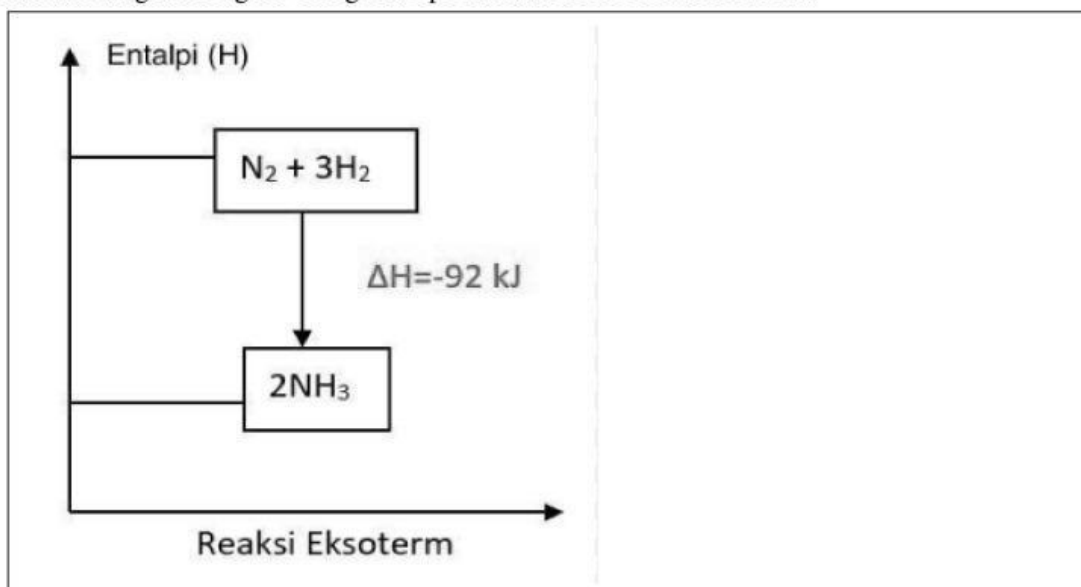 Entalpi (H)
N₂ + 3H₂
ΔH=-92 kJ
2NH₃
Reaksi Eksoterm